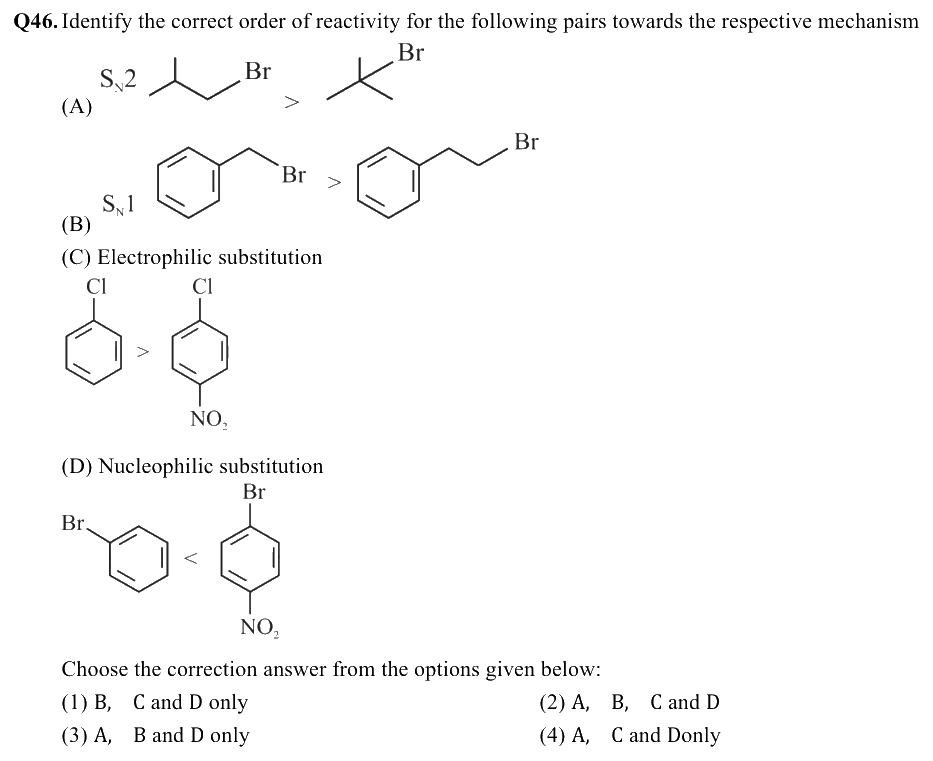 Q46. Identify the correct order of reactivity for the following pairs towards the respective mechanism
(A) S_N2 Br > Br
(B) S_N1 Br > Br
(C) Electrophilic substitution
Cl Cl
>
NO₂
(D) Nucleophilic substitution
Br
Br
<
NO₂
Choose the correction answer from the options given below:
(1) B, C and D only (2) A, B, C and D
(3) A, B and D only (4) A, C and Donly